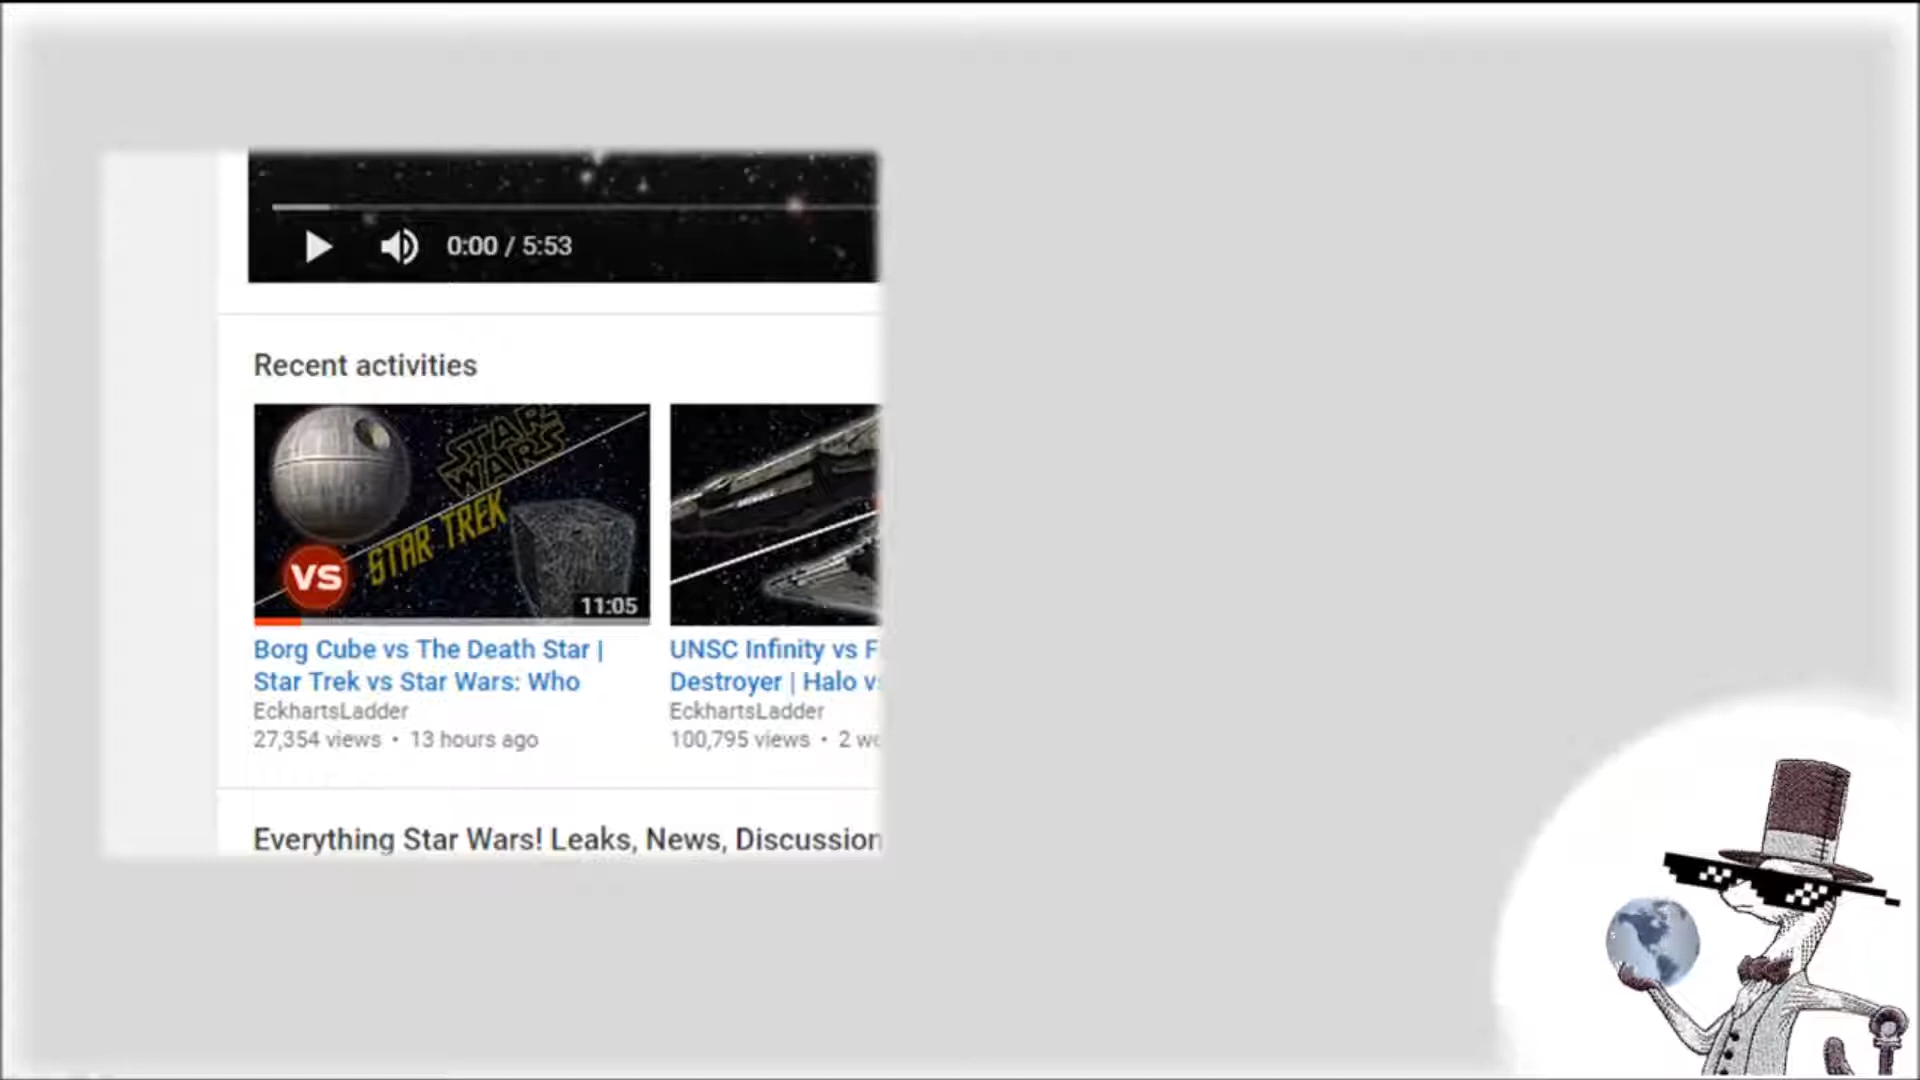 0:00 / 5:53
Recent activities
STAR
WARS
STAR TREK
VS
11:05
Borg Cube vs The Death Star |
Star Trek vs Star Wars: Who
EckhartsLadder
27,354 views • 13 hours ago
UNSC Infinity vs
Destroyer | Halo
EckhartsLadder
100,795 views • 2
Everything Star Wars! Leaks, News, Discussion